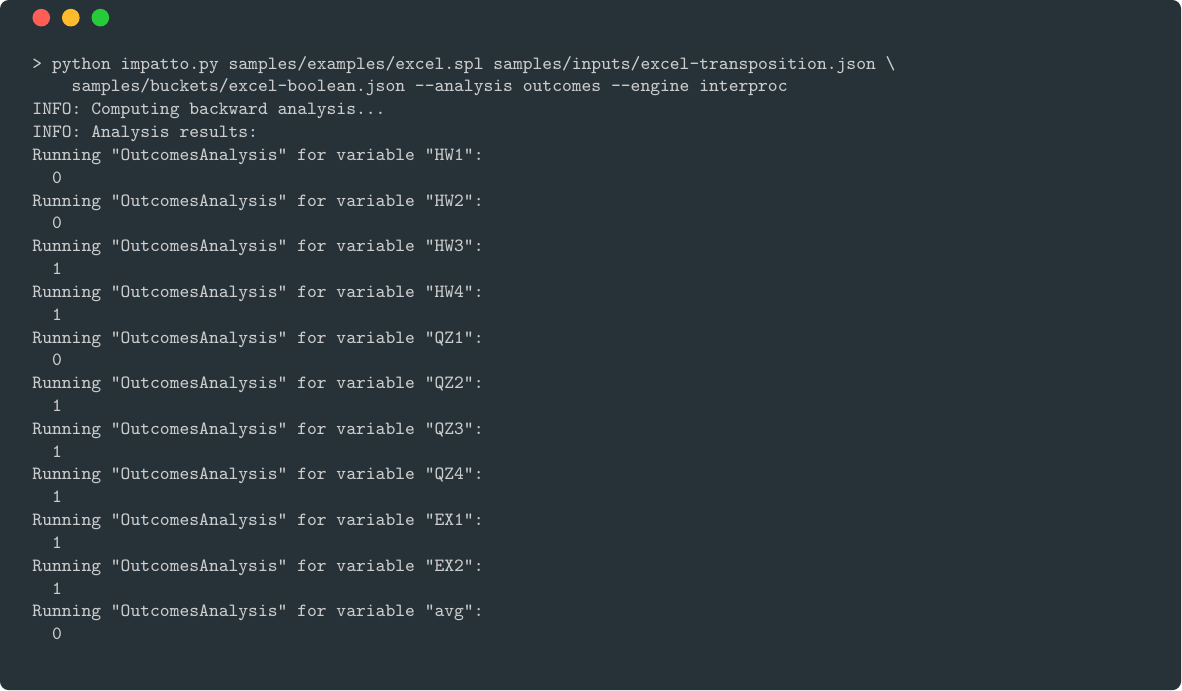 > python impatto.py samples/examples/excel.spl samples/inputs/excel-transposition.json \
samples/buckets/excel-boolean.json --analysis outcomes --engine interproc
INFO: Computing backward analysis...
INFO: Analysis results:
Running "OutcomesAnalysis" for variable "HW1":
0
Running "OutcomesAnalysis" for variable "HW2":
0
Running "OutcomesAnalysis" for variable "HW3":
1
Running "OutcomesAnalysis" for variable "HW4":
1
Running "OutcomesAnalysis" for variable "QZ1":
0
Running "OutcomesAnalysis" for variable "QZ2":
1
Running "OutcomesAnalysis" for variable "QZ3":
1
Running "OutcomesAnalysis" for variable "QZ4":
1
Running "OutcomesAnalysis" for variable "EX1":
1
Running "OutcomesAnalysis" for variable "EX2":
1
Running "OutcomesAnalysis" for variable "avg":
0